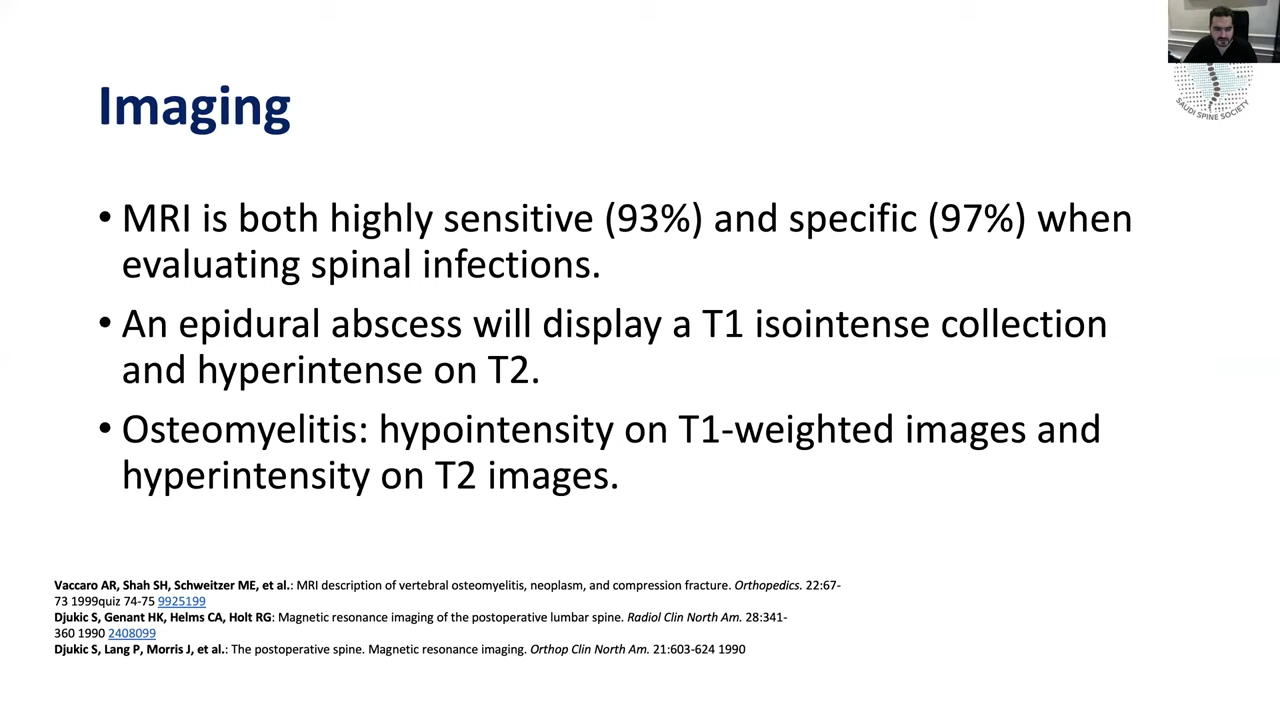 Imaging
• MRI is both highly sensitive (93%) and specific (97%) when
evaluating spinal infections.
• An epidural abscess will display a T1 isointense collection
and hyperintense on T2.
• Osteomyelitis: hypointensity on T1-weighted images and
hyperintensity on T2 images.
SAUDI SPINE SOCIETY
Vaccaro AR, Shah SH, Schweitzer ME, et al.: MRI description of vertebral osteomyelitis, neoplasm, and compression fracture. Orthopedics. 22:67-
73 1999quiz 74-75 9925199
Djukic S, Genant HK, Helms CA, Holt RG: Magnetic resonance imaging of the postoperative lumbar spine. Radiol Clin North Am. 28:341-
360 1990 2408099
Djukic S, Lang P, Morris J, et al.: The postoperative spine. Magnetic resonance imaging. Orthop Clin North Am. 21:603-624 1990